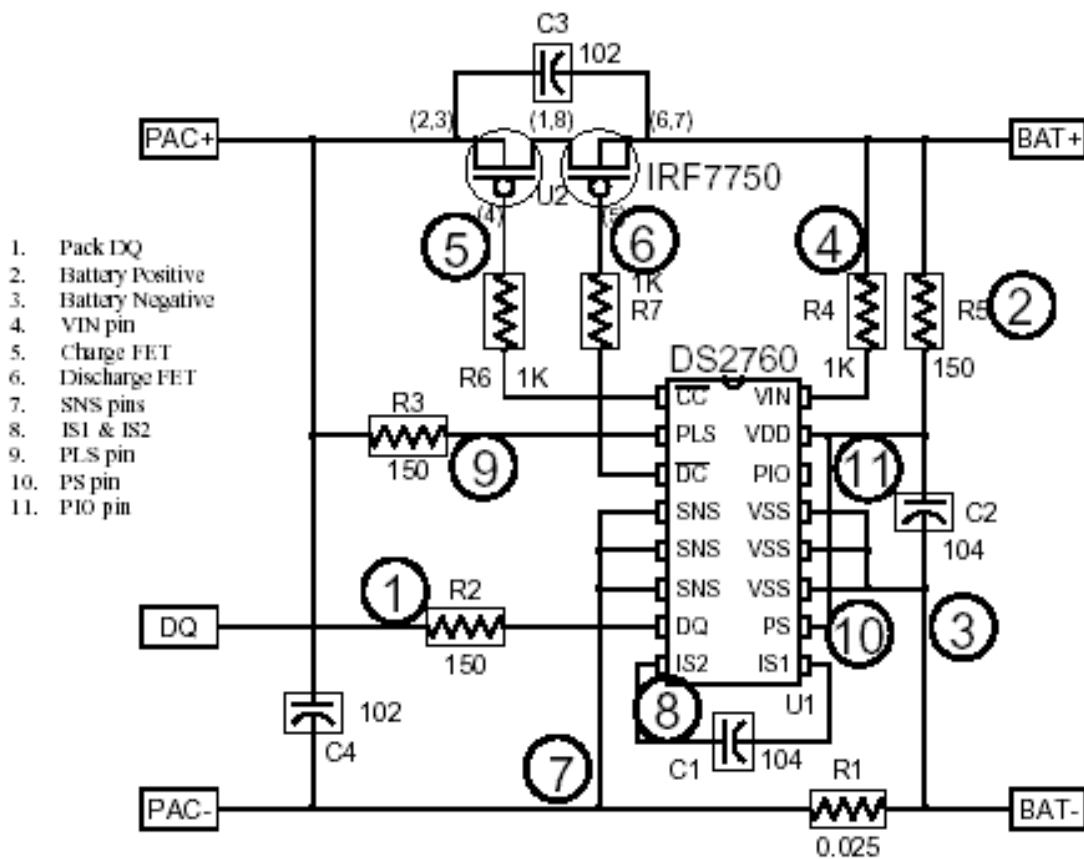 C3
102
(2,3)
(1,8)
(6,7)
PAC+
BAT+
IRF7750
U2
(4)
(5)
5
6
4
1. Pack DQ
2. Battery Positive
3. Battery Negative
4. VIN pin
5. Charge FET
6. Discharge FET
7. SNS pins
8. IS1 & IS2
9. PLS pin
10. PS pin
11. PIO pin
1K
R7
R4
R5
2
DS2760
R6
1K
1K
150
CC
VIN
R3
PLS
VDD
150
9
DC
PIO
11
SNS
VSS
C2
SNS
VSS
104
1
R2
SNS
VSS
DQ
DQ
PS
10
3
150
IS2
IS1
8
U1
102
C4
7
C1
104
R1
PAC-
BAT-
0.025